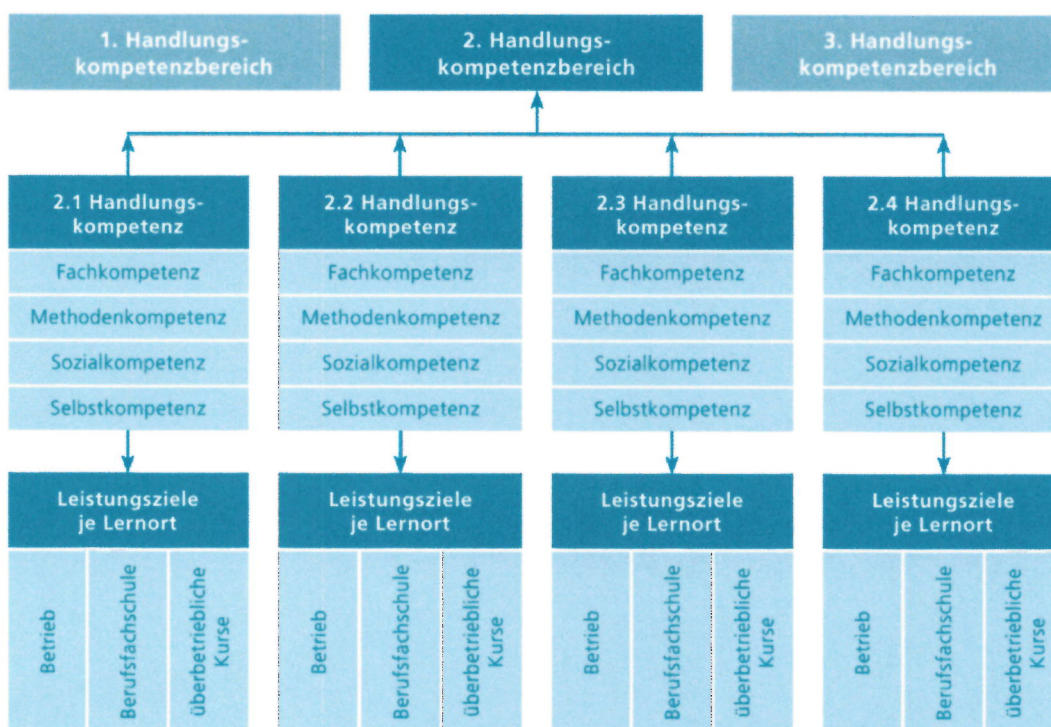 1. Handlungs-
kompetenzbereich
2. Handlungs-
kompetenzbereich
3. Handlungs-
kompetenzbereich
2.1 Handlungs-
kompetenz
Fachkompetenz
Methodenkompetenz
Sozialkompetenz
Selbstkompetenz
2.2 Handlungs-
kompetenz
Fachkompetenz
Methodenkompetenz
Sozialkompetenz
Selbstkompetenz
2.3 Handlungs-
kompetenz
Fachkompetenz
Methodenkompetenz
Sozialkompetenz
Selbstkompetenz
2.4 Handlungs-
kompetenz
Fachkompetenz
Methodenkompetenz
Sozialkompetenz
Selbstkompetenz
Leistungsziele
je Lernort
Betrieb
Berufsfachschule
überbetriebliche
Kurse
Leistungsziele
je Lernort
Betrieb
Berufsfachschule
überbetriebliche
Kurse
Leistungsziele
je Lernort
Betrieb
Berufsfachschule
überbetriebliche
Kurse
Leistungsziele
je Lernort
Betrieb
Berufsfachschule
überbetriebliche
Kurse